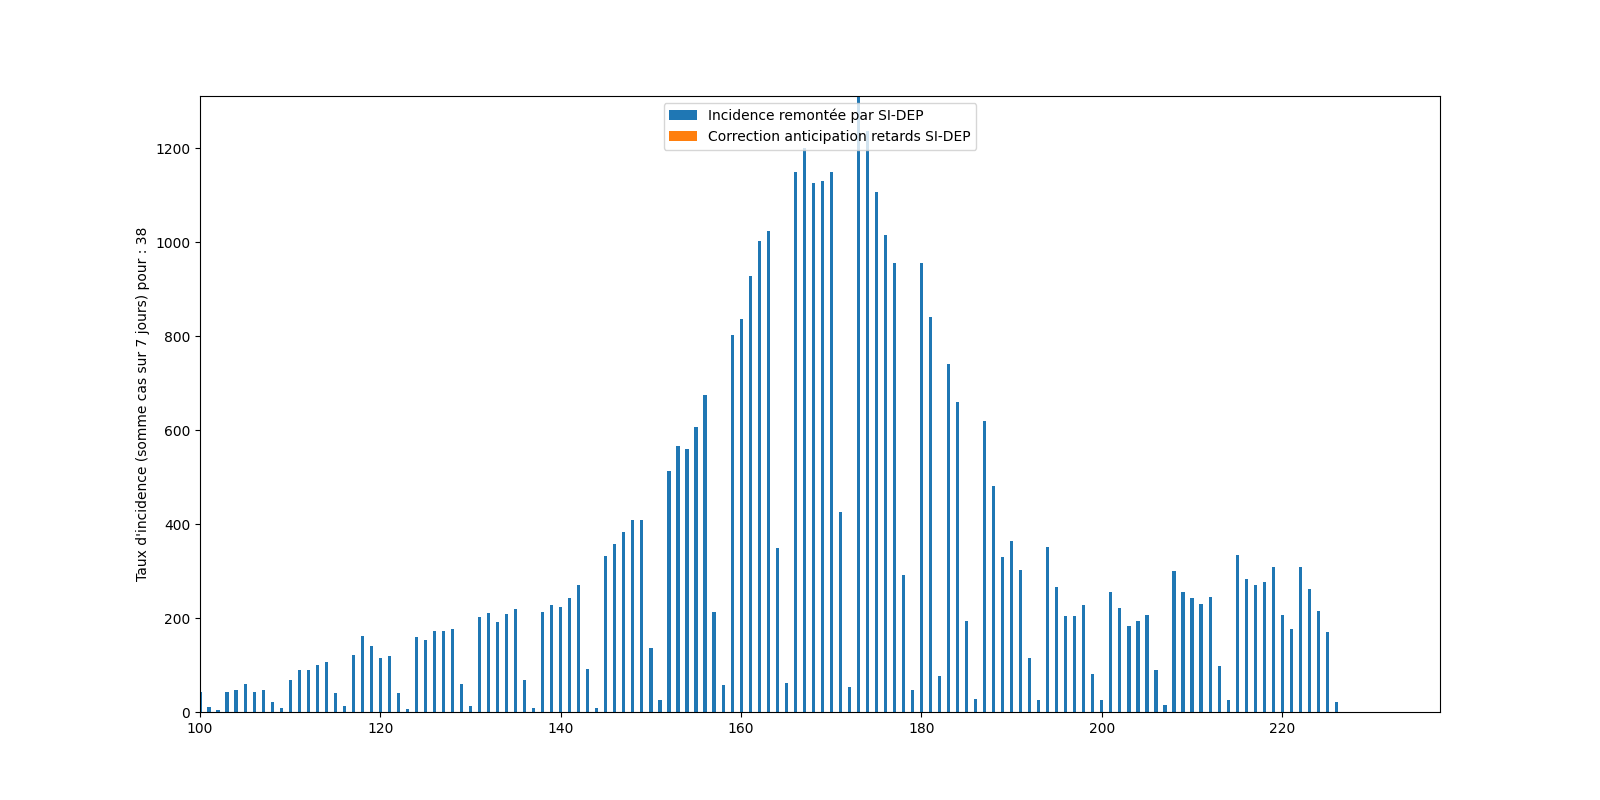 Incidence remontée par SI-DEP
Correction anticipation retards SI-DEP
Taux d'incidence (somme cas sur 7 jours) pour : 38
1200
1000
800
600
400
200
0
100 120 140 160 180 200 220